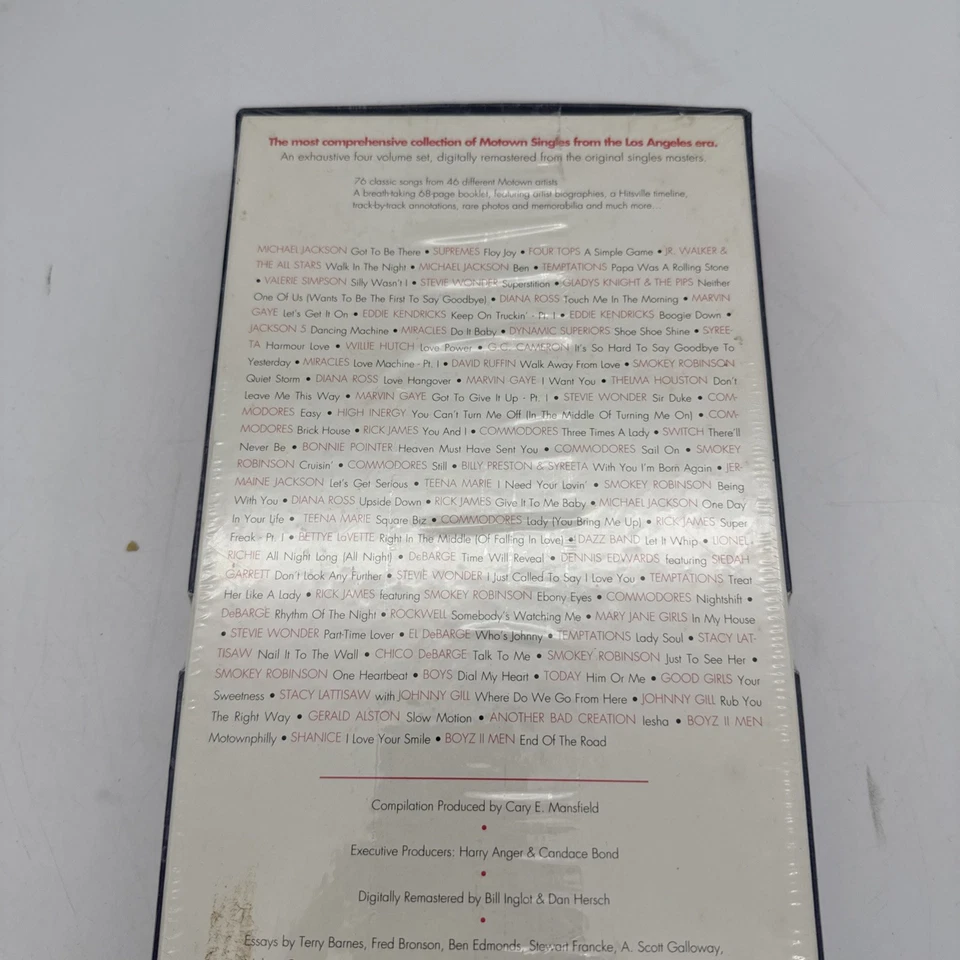 The most comprehensive collection of Motown Singles from the Los Angeles era.
An exhaustive four volume set, digitally remastered from the original singles masters.
76 classic songs from 46 different Motown artists
A breath-taking 68-page booklet, featuring artist biographies, a Hitsville timeline,
track-by-track annotations, rare photos and memorabilia and much more...
MICHAEL JACKSON Got To Be There • SUPREMES Floy Joy • FOUR TOPS A Simple Game • JR. WALKER &
THE ALL STARS Walk In The Night • MICHAEL JACKSON Ben • TEMPTATIONS Papa Was A Rolling Stone
• VALERIE SIMPSON Silly Wasn't I • STEVIE WONDER Superstition • GLADYS KNIGHT & THE PIPS Neither
One Of Us (Wants To Be The First To Say Goodbye) • DIANA ROSS Touch Me In The Morning • MARVIN
GAYE Let's Get It On • EDDIE KENDRICKS Keep On Truckin' - Pt. I • EDDIE KENDRICKS Boogie Down •
JACKSON 5 Dancing Machine • MIRACLES Do It Baby • DYNAMIC SUPERIORS Shoe Shoe Shine • SYREE-
TA Harmour Love • WILLIE HUTCH Love Power • G.C. CAMERON It's So Hard To Say Goodbye To
Yesterday • MIRACLES Love Machine - Pt. I • DAVID RUFFIN Walk Away From Love • SMOKEY ROBINSON
Quiet Storm • DIANA ROSS Love Hangover • MARVIN GAYE I Want You • THELMA HOUSTON Don't
Leave Me This Way • MARVIN GAYE Got To Give It Up - Pt. I • STEVIE WONDER Sir Duke • COM-
MODORES Easy • HIGH INERGY You Can't Turn Me Off (In The Middle Of Turning Me On) • COM-
MODORES Brick House • RICK JAMES You And I • COMMODORES Three Times A Lady • SWITCH There'll
Never Be • BONNIE POINTER Heaven Must Have Sent You • COMMODORES Sail On • SMOKEY
ROBINSON Cruisin' • COMMODORES Still • BILLY PRESTON & SYREETA With You I'm Born Again • JER-
MAINE JACKSON Let's Get Serious • TEENA MARIE I Need Your Lovin' • SMOKEY ROBINSON Being
With You • DIANA ROSS Upside Down • RICK JAMES Give It To Me Baby • MICHAEL JACKSON One Day
In Your Life • TEENA MARIE Square Biz • COMMODORES Lady (You Bring Me Up) • RICK JAMES Super
Freak - Pt. I • BETTYE LaVETTE Right In The Middle (Of Falling In Love) • DAZZ BAND Let It Whip • LIONEL
RICHIE All Night Long (All Night) • DeBARGE Time Will Reveal • DENNIS EDWARDS featuring SIEDAH
GARRETT Don't Look Any Further • STEVIE WONDER I Just Called To Say I Love You • TEMPTATIONS Treat
Her Like A Lady • RICK JAMES featuring SMOKEY ROBINSON Ebony Eyes • COMMODORES Nightshift •
DeBARGE Rhythm Of The Night • ROCKWELL Somebody's Watching Me • MARY JANE GIRLS In My House
• STEVIE WONDER Part-Time Lover • EL DeBARGE Who's Johnny • TEMPTATIONS Lady Soul • STACY LAT-
TISAW Nail It To The Wall • CHICO DeBARGE Talk To Me • SMOKEY ROBINSON Just To See Her •
SMOKEY ROBINSON One Heartbeat • BOYS Dial My Heart • TODAY Him Or Me • GOOD GIRLS Your
Sweetness • STACY LATTISAW with JOHNNY GILL Where Do We Go From Here • JOHNNY GILL Rub You
The Right Way • GERALD ALSTON Slow Motion • ANOTHER BAD CREATION Iesha • BOYZ II MEN
Motownphilly • SHANICE I Love Your Smile • BOYZ II MEN End Of The Road
Compilation Produced by Cary E. Mansfield
•
Executive Producers: Harry Anger & Candace Bond
•
Digitally Remastered by Bill Inglot & Dan Hersch
•
Essays by Terry Barnes, Fred Bronson, Ben Edmonds, Stewart Francke, A. Scott Galloway,